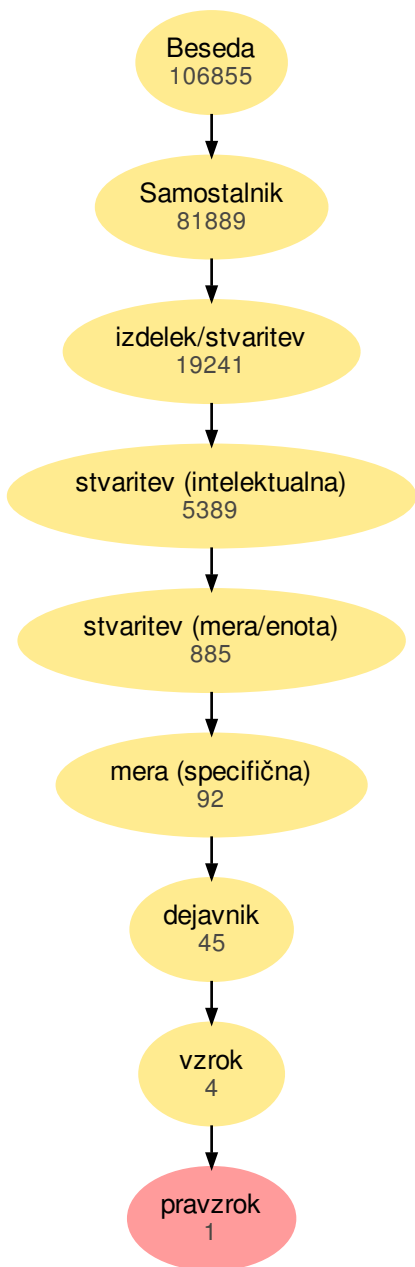 Beseda
106855
Samostalnik
81889
izdelek/stvaritev
19241
stvaritev (intelektualna)
5389
stvaritev (mera/enota)
885
mera (specifična)
92
dejavnik
45
vzrok
4
pravzrok
1